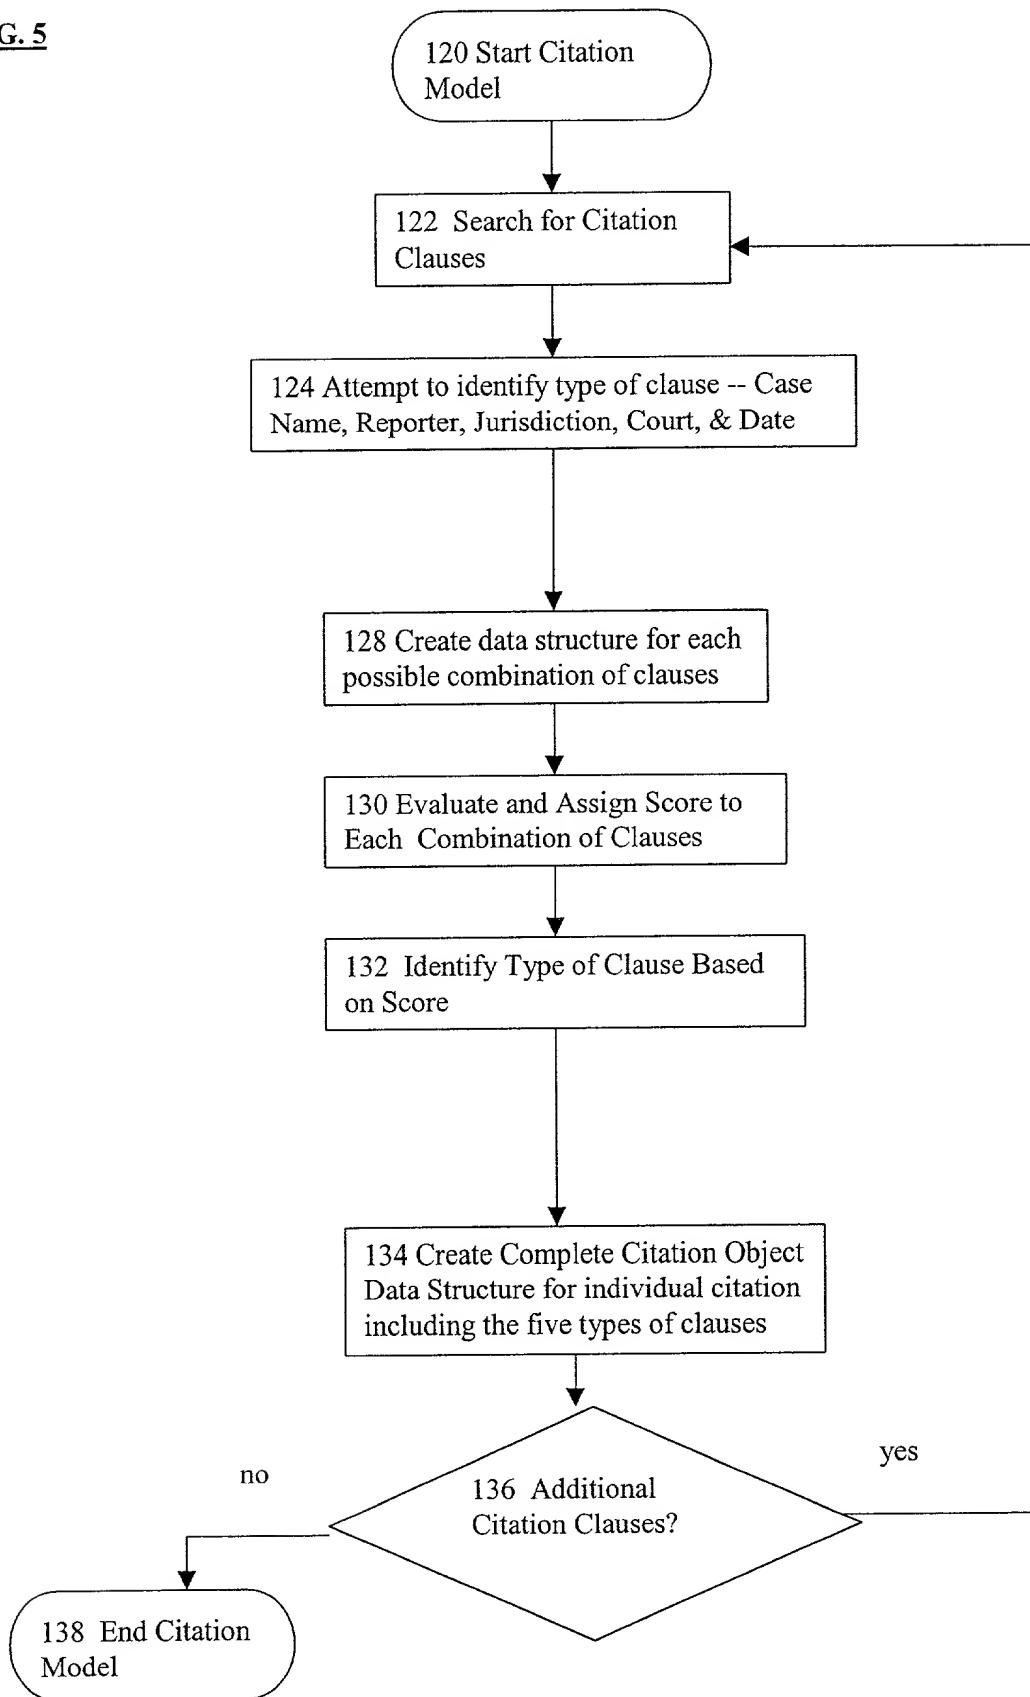 G. 5
120 Start Citation
Model
122 Search for Citation
Clauses
124 Attempt to identify type of clause -- Case
Name, Reporter, Jurisdiction, Court, & Date
128 Create data structure for each
possible combination of clauses
130 Evaluate and Assign Score to
Each Combination of Clauses
132 Identify Type of Clause Based
on Score
134 Create Complete Citation Object
Data Structure for individual citation
including the five types of clauses
yes
no
136 Additional
Citation Clauses?
138 End Citation
Model